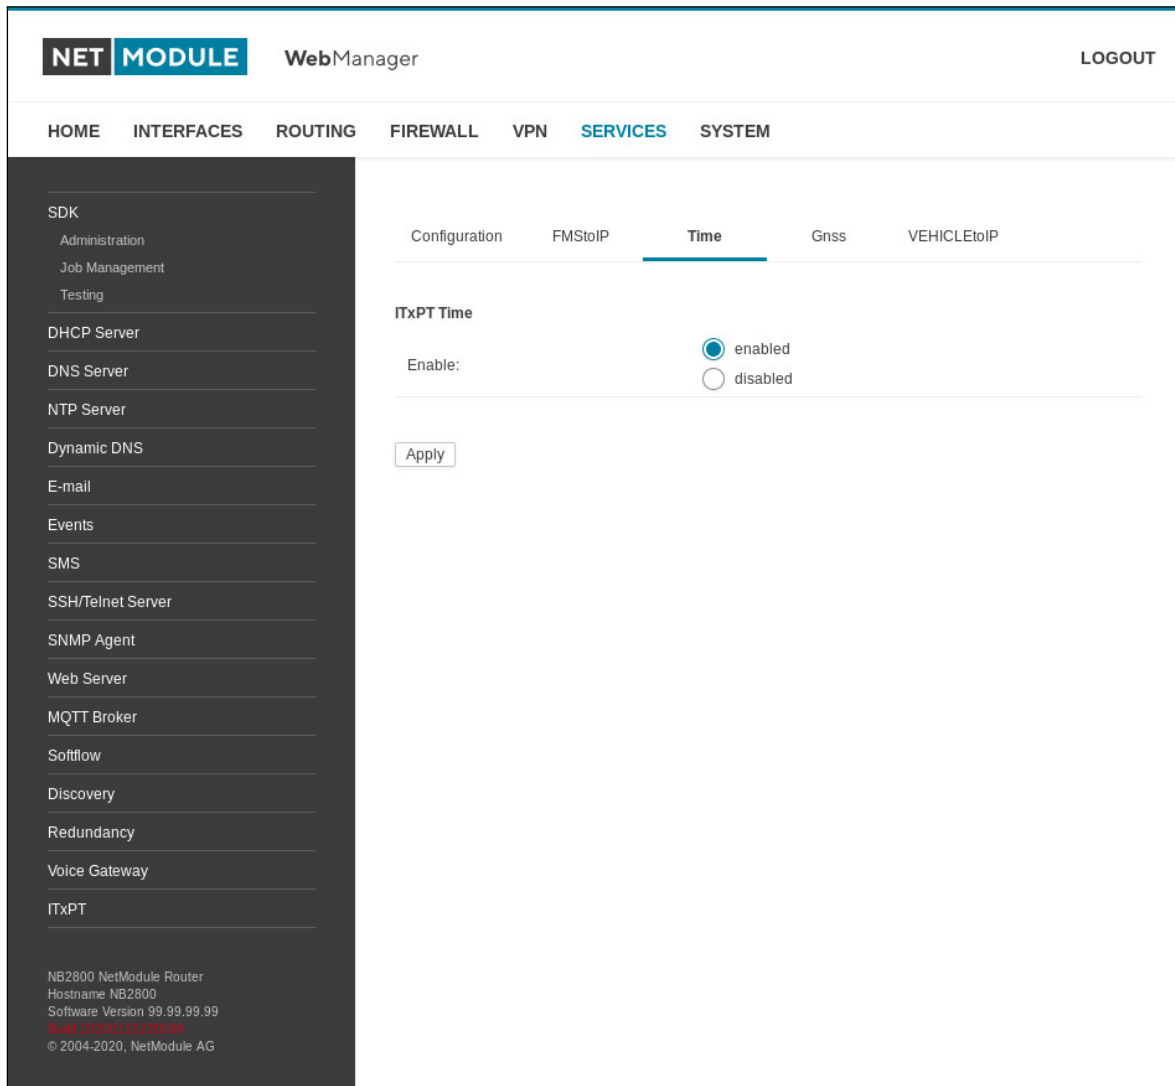 NET MODULE WebManager LOGOUT
HOME INTERFACES ROUTING FIREWALL VPN SERVICES SYSTEM
SDK
Administration
Job Management
Testing
DHCP Server
DNS Server
NTP Server
Dynamic DNS
E-mail
Events
SMS
SSH/Telnet Server
SNMP Agent
Web Server
MQTT Broker
Softflow
Discovery
Redundancy
Voice Gateway
ITxPT
NB2800 NetModule Router
Hostname NB2800
Software Version 99.99.99.99
Build
© 2004-2020, NetModule AG
Configuration FMStoIP Time Gnss VEHICLEtoIP
ITxPT Time
Enable:
enabled
disabled
Apply